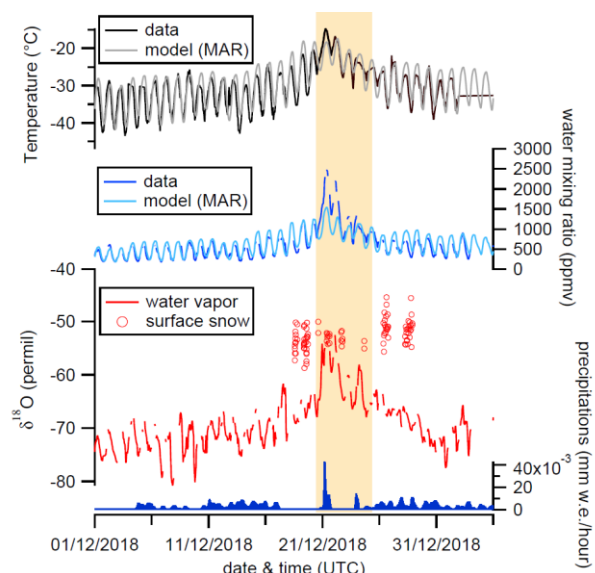 data
model (MAR)
Temperature (°C)
-15
-20
-30
-40
data
model (MAR)
water mixing ratio (ppmv)
3000
2500
2000
1500
1000
500
0
water vapor
surface snow
δ18O (permil)
-40
-50
-60
-70
-80
precipitations (mm w.e./hour)
40x10-3
20
0
01/12/2018
11/12/2018
21/12/2018
31/12/2018
date & time (UTC)